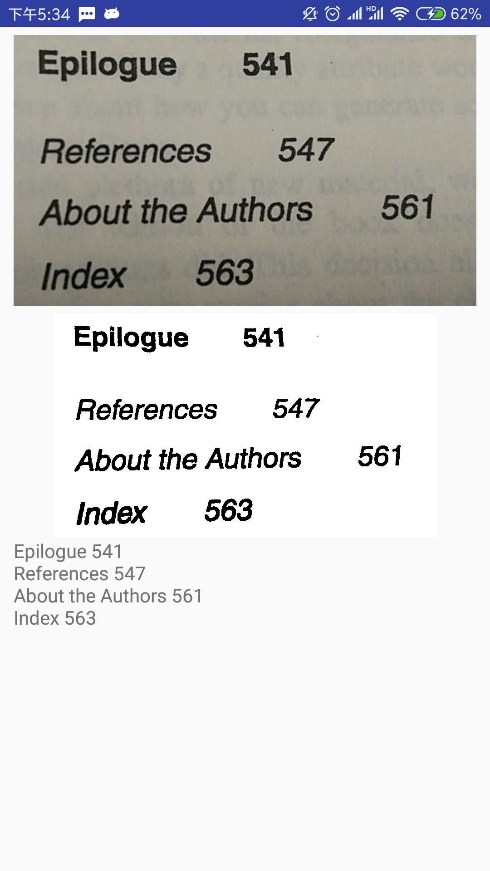 下午5:34 HD 62%
Epilogue 541
References 547
About the Authors 561
Index 563
Epilogue 541
References 547
About the Authors 561
Index 563
Epilogue 541
References 547
About the Authors 561
Index 563